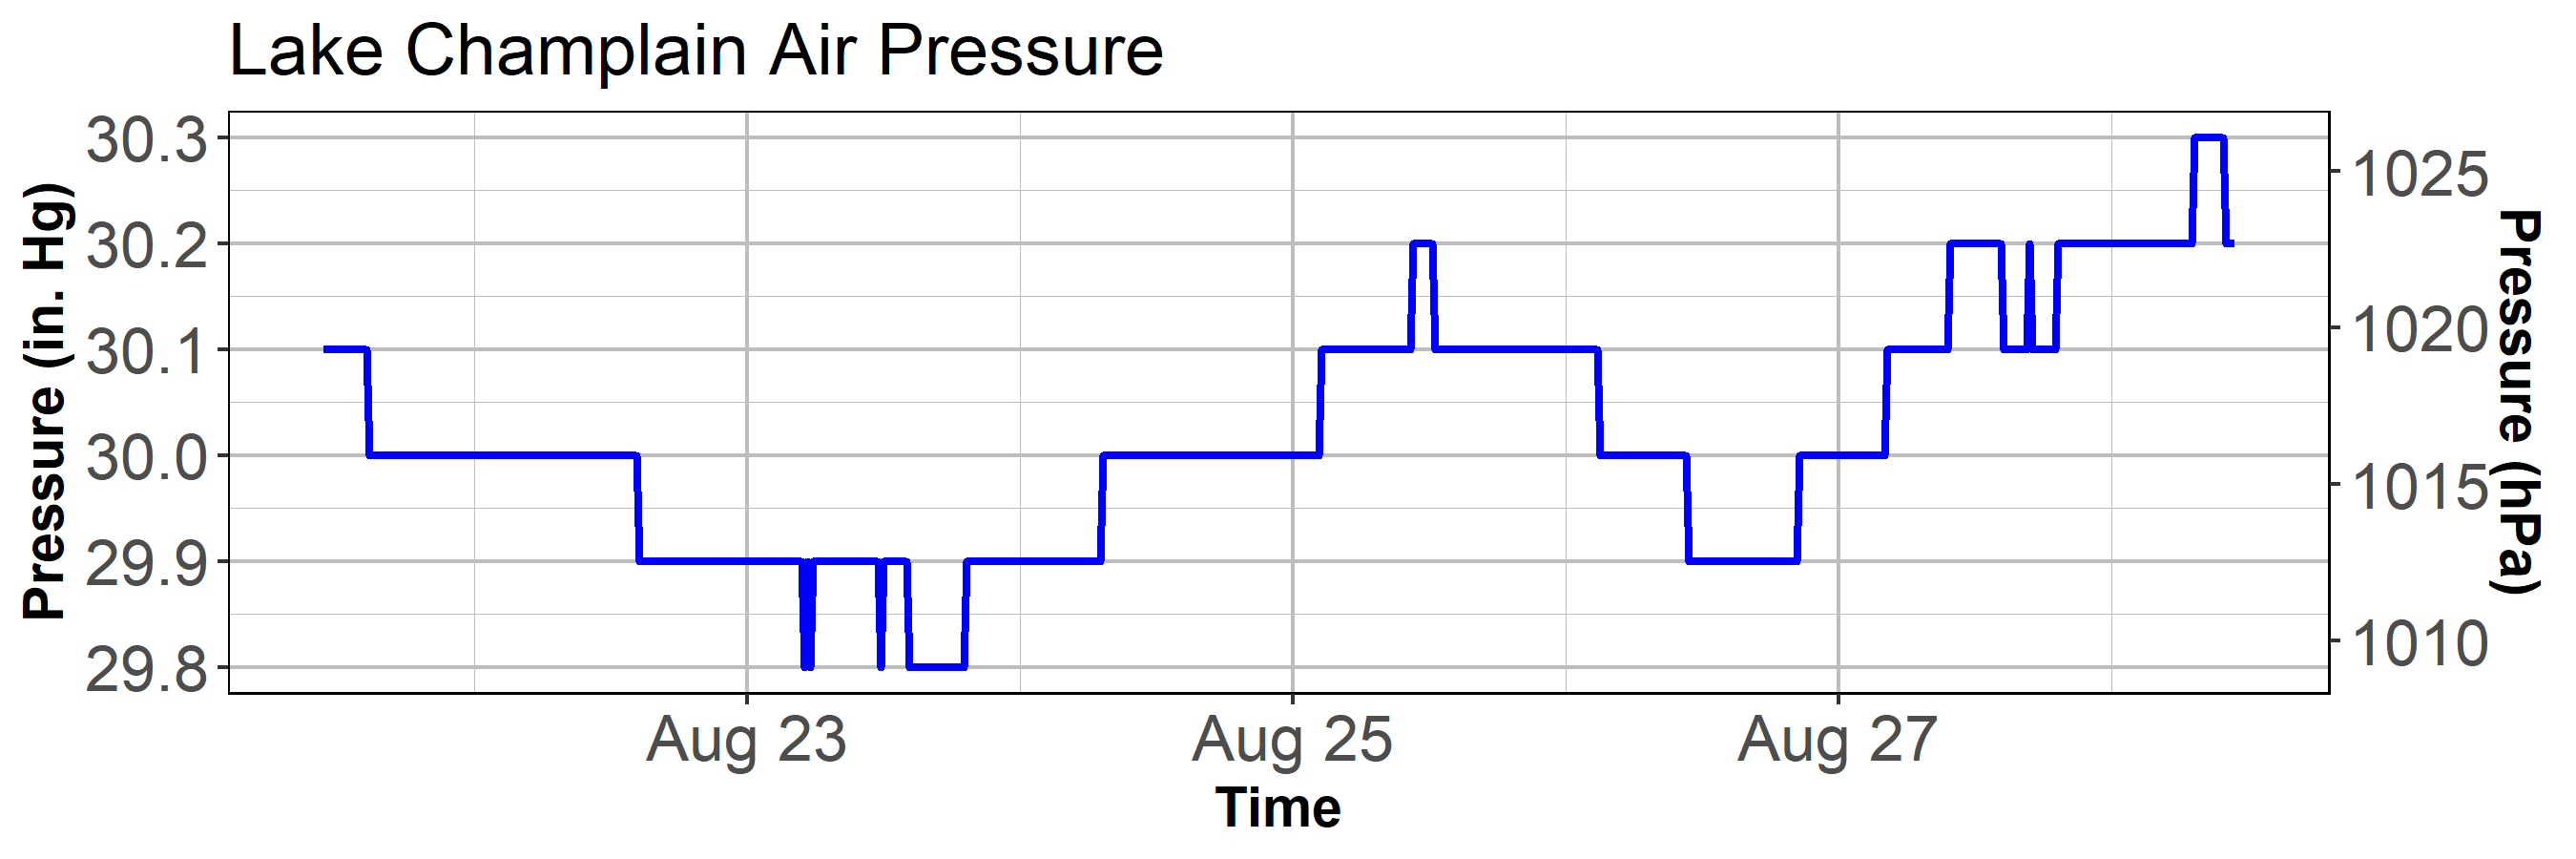 Lake Champlain Air Pressure
30.3
30.2
30.1
30.0
29.9
29.8
Pressure (in. Hg)
1025
1020
1015
1010
Pressure (hPa)
Aug 23
Aug 25
Aug 27
Time